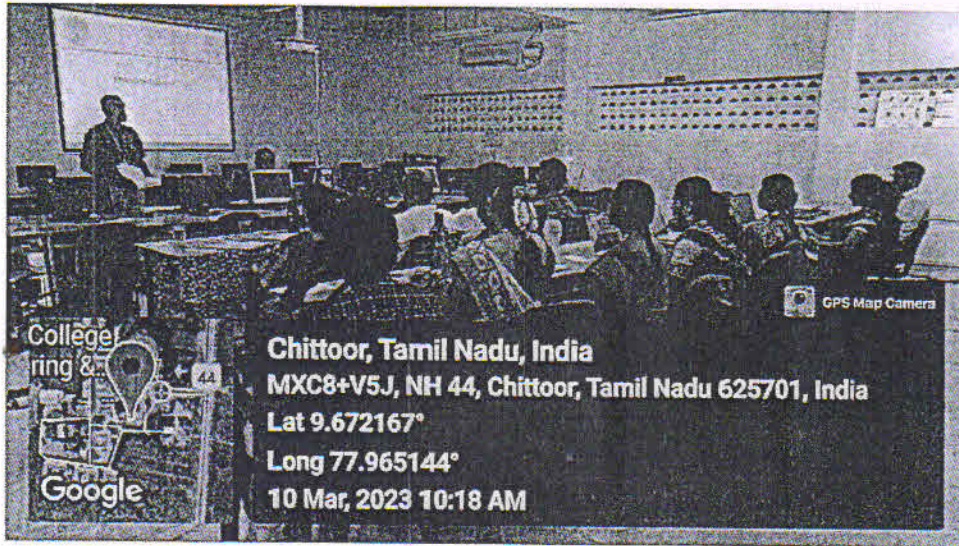 GPS Map Camera
College
ring &
44
Google
Chittoor, Tamil Nadu, India
MXC8+V5J, NH 44, Chittoor, Tamil Nadu 625701, India
Lat 9.672167°
Long 77.965144°
10 Mar, 2023 10:18 AM